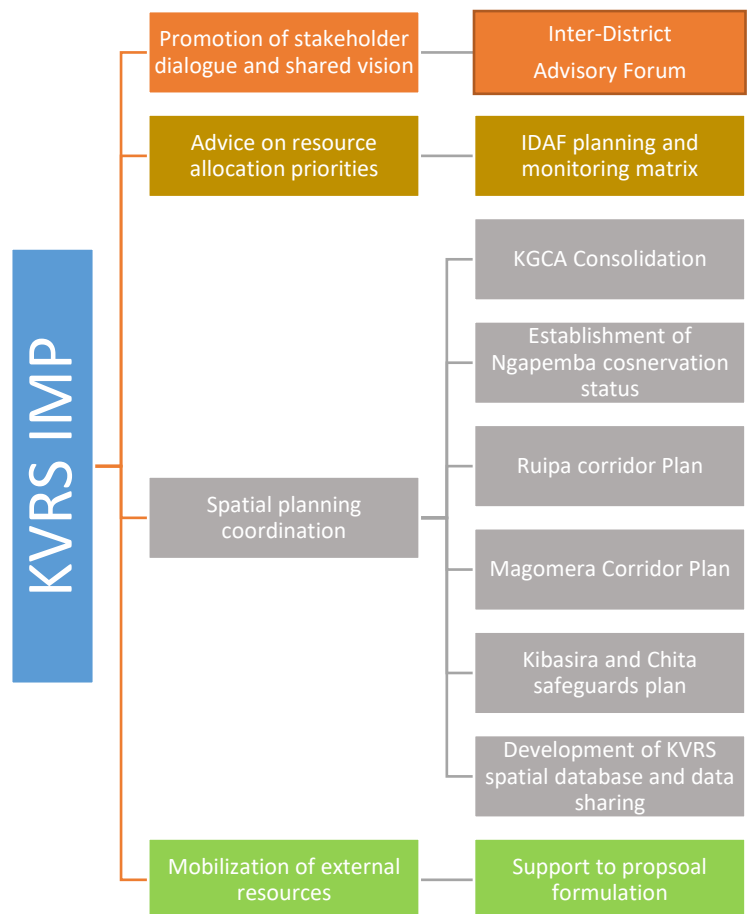 KVRS IMP
Promotion of stakeholder
dialogue and shared vision
Inter-District
Advisory Forum
Advice on resource
allocation priorities
IDAF planning and
monitoring matrix
Spatial planning
coordination
KGCA Consolidation
Establishment of
Ngapemba cosnervation
status
Ruipa corridor Plan
Magomera Corridor Plan
Kibasira and Chita
safeguards plan
Development of KVRS
spatial database and data
sharing
Mobilization of external
resources
Support to propsoal
formulation